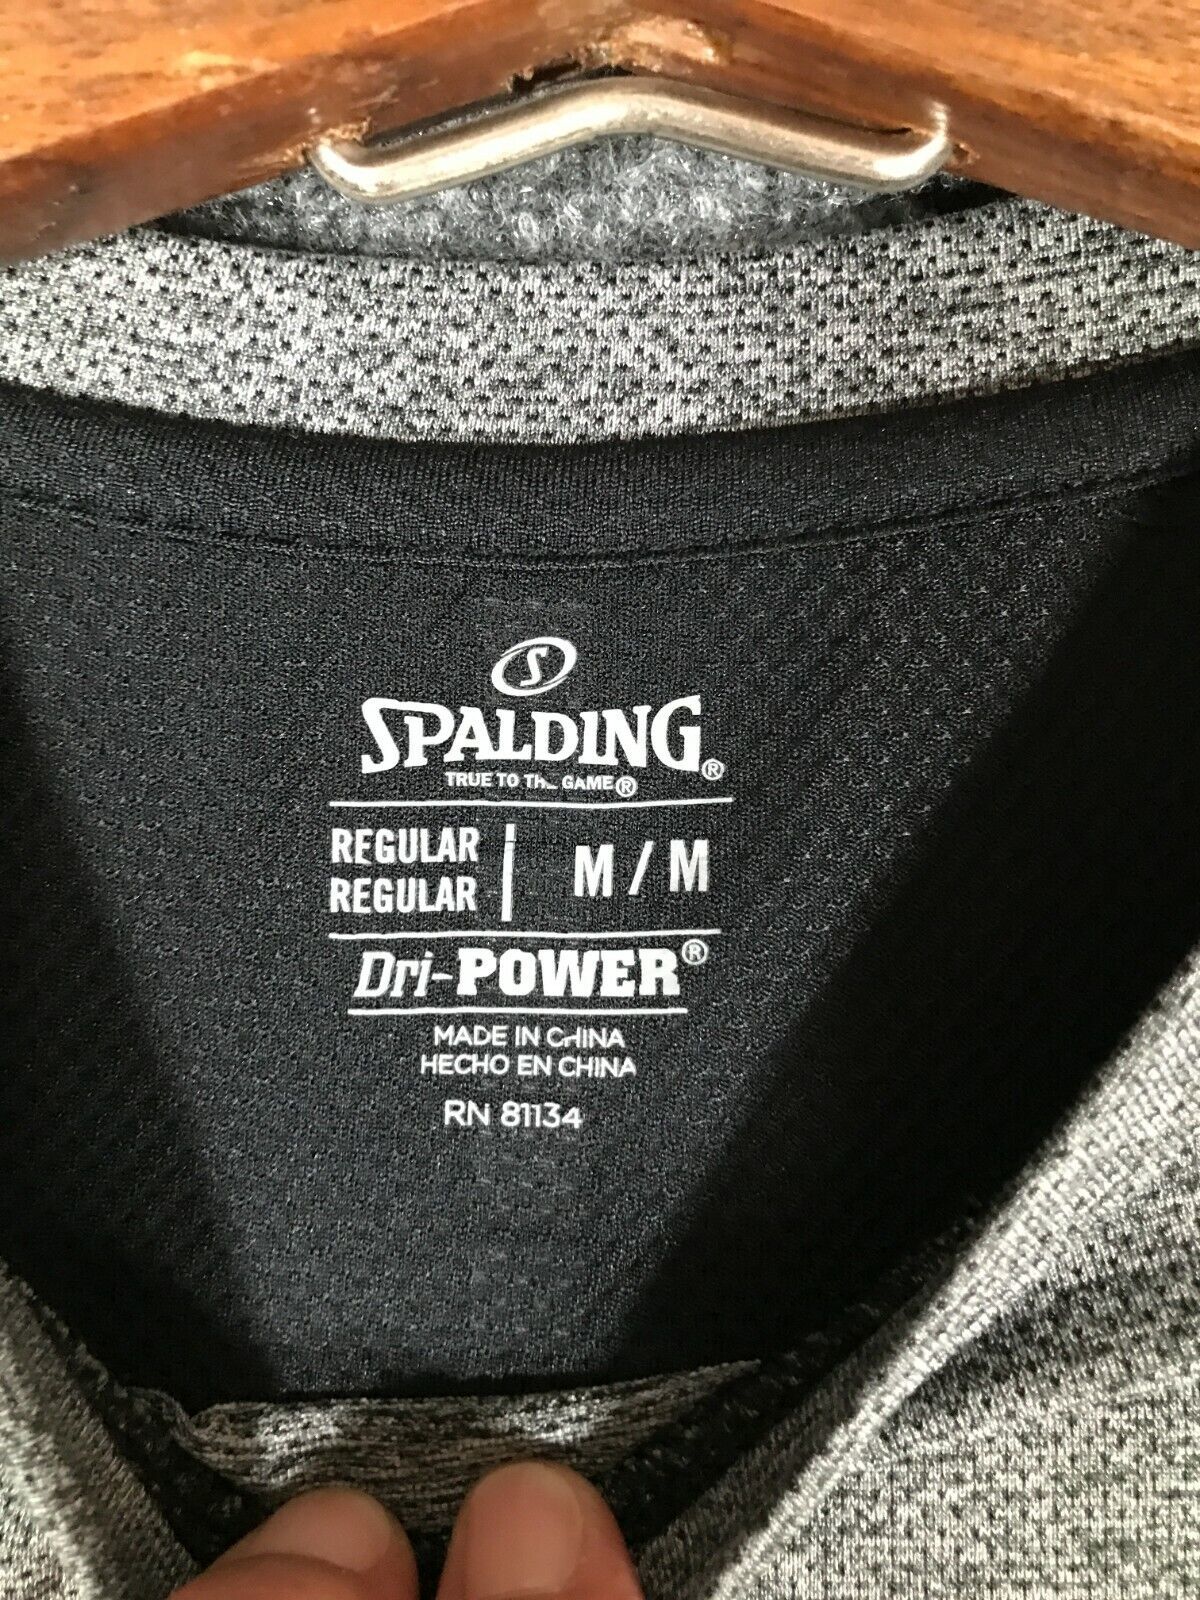 S
SPALDING®
TRUE TO THE GAME®
REGULAR
REGULAR
M / M
Dri-POWER®
MADE IN CHINA
HECHO EN CHINA
RN 81134